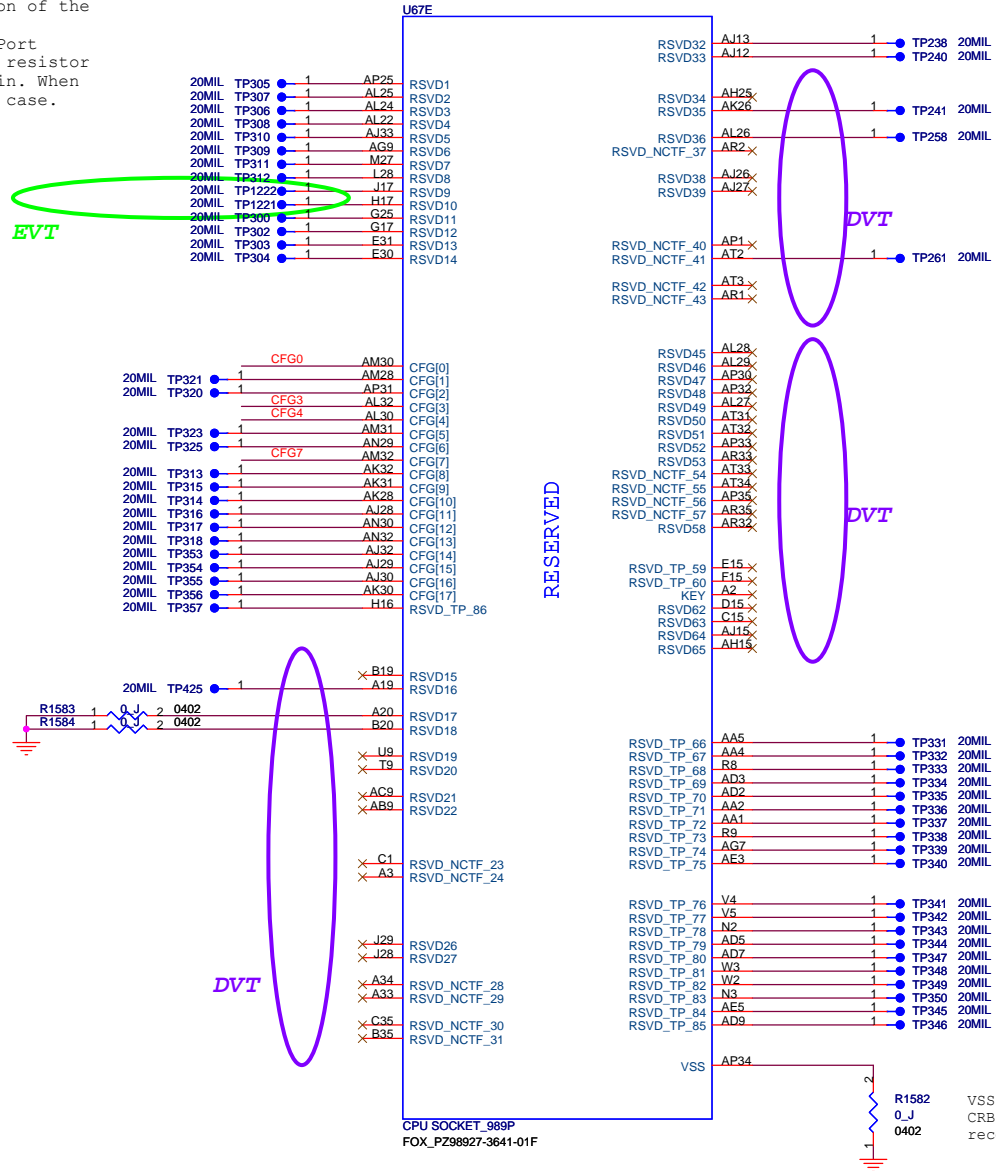 on of the
Port
resistor
in. When
case.
U67E
20MIL TP305 1 AP25 RSVD1
20MIL TP307 1 AL25 RSVD2
20MIL TP306 1 AL24 RSVD3
20MIL TP308 1 AL22 RSVD4
20MIL TP310 1 AJ33 RSVD5
20MIL TP309 1 AG9 RSVD6
20MIL TP311 1 M27 RSVD7
20MIL TP312 1 L28 RSVD8
20MIL TP1222 1 J17 RSVD9
20MIL TP1221 1 H17 RSVD10
20MIL TP300 1 G25 RSVD11
20MIL TP302 1 G17 RSVD12
20MIL TP303 1 E31 RSVD13
20MIL TP304 1 E30 RSVD14
EVT
CFG0 AM30 CFG[0]
20MIL TP321 1 AM28 CFG[1]
20MIL TP320 1 AP31 CFG[2]
CFG3 AL32 CFG[3]
CFG4 AL30 CFG[4]
20MIL TP323 1 AM31 CFG[5]
20MIL TP325 1 AN29 CFG[6]
CFG7 AM32 CFG[7]
20MIL TP313 1 AK32 CFG[8]
20MIL TP315 1 AK31 CFG[9]
20MIL TP314 1 AK28 CFG[10]
20MIL TP316 1 AJ28 CFG[11]
20MIL TP317 1 AN30 CFG[12]
20MIL TP318 1 AN32 CFG[13]
20MIL TP353 1 AJ32 CFG[14]
20MIL TP354 1 AJ29 CFG[15]
20MIL TP355 1 AJ30 CFG[16]
20MIL TP356 1 AK30 CFG[17]
20MIL TP357 1 H16 RSVD_TP_86
B19 RSVD15
20MIL TP425 1 A19 RSVD16
R1583 1 0_J 2 0402 A20 RSVD17
R1584 1 0_J 2 0402 B20 RSVD18
U9 RSVD19
T9 RSVD20
AC9 RSVD21
AB9 RSVD22
C1 RSVD_NCTF_23
A3 RSVD_NCTF_24
J29 RSVD26
J28 RSVD27
DVT
A34 RSVD_NCTF_28
A33 RSVD_NCTF_29
C35 RSVD_NCTF_30
B35 RSVD_NCTF_31
RESERVED
RSVD32 AJ13 1 TP238 20MIL
RSVD33 AJ12 1 TP240 20MIL
RSVD34 AH25
RSVD35 AK26 1 TP241 20MIL
RSVD36 AL26 1 TP258 20MIL
RSVD_NCTF_37 AR2
RSVD38 AJ26
RSVD39 AJ27
DVT
RSVD_NCTF_40 AP1
RSVD_NCTF_41 AT2 1 TP261 20MIL
RSVD_NCTF_42 AT3
RSVD_NCTF_43 AR1
RSVD45 AL28
RSVD46 AL29
RSVD47 AP30
RSVD48 AP32
RSVD49 AL27
RSVD50 AT31
RSVD51 AT32
RSVD52 AP33
RSVD53 AR33
RSVD_NCTF_54 AT33
RSVD_NCTF_55 AT34
RSVD_NCTF_56 AP35
RSVD_NCTF_57 AR35
RSVD58 AR32
DVT
RSVD_TP_59 E15
RSVD_TP_60 F15
KEY A2
RSVD62 D15
RSVD63 C15
RSVD64 AJ15
RSVD65 AH15
RSVD_TP_66 AA5 1 TP331 20MIL
RSVD_TP_67 AA4 1 TP332 20MIL
RSVD_TP_68 R8 1 TP333 20MIL
RSVD_TP_69 AD3 1 TP334 20MIL
RSVD_TP_70 AD2 1 TP335 20MIL
RSVD_TP_71 AA2 1 TP336 20MIL
RSVD_TP_72 AA1 1 TP337 20MIL
RSVD_TP_73 R9 1 TP338 20MIL
RSVD_TP_74 AG7 1 TP339 20MIL
RSVD_TP_75 AE3 1 TP340 20MIL
RSVD_TP_76 V4 1 TP341 20MIL
RSVD_TP_77 V5 1 TP342 20MIL
RSVD_TP_78 N2 1 TP343 20MIL
RSVD_TP_79 AD5 1 TP344 20MIL
RSVD_TP_80 AD7 1 TP347 20MIL
RSVD_TP_81 W3 1 TP348 20MIL
RSVD_TP_82 W2 1 TP349 20MIL
RSVD_TP_83 N3 1 TP350 20MIL
RSVD_TP_84 AE5 1 TP345 20MIL
RSVD_TP_85 AD9 1 TP346 20MIL
VSS AP34
2
R1582
0_J
0402
1
VSS
CRB
rec
CPU SOCKET_989P
FOX_PZ98927-3641-01F